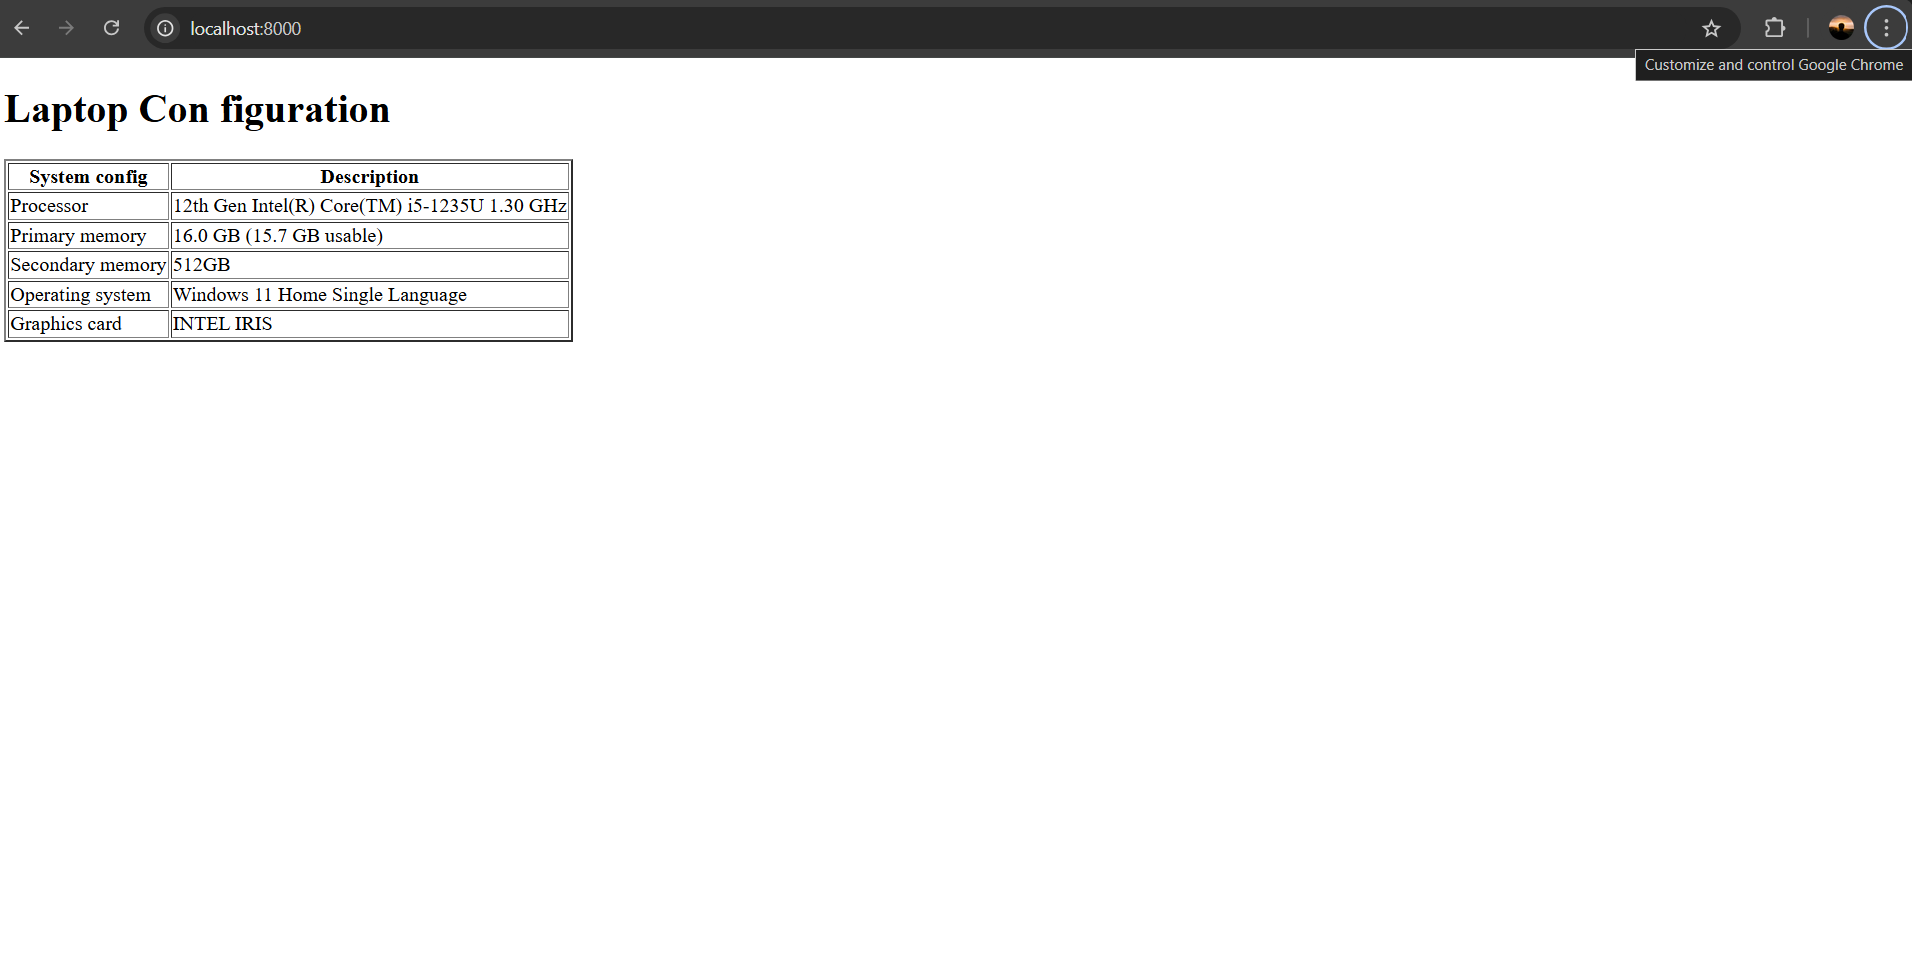 localhost:8000
Customize and control Google Chrome
Laptop Con figuration
System config Description
Processor 12th Gen Intel(R) Core(TM) i5-1235U 1.30 GHz
Primary memory 16.0 GB (15.7 GB usable)
Secondary memory 512GB
Operating system Windows 11 Home Single Language
Graphics card INTEL IRIS